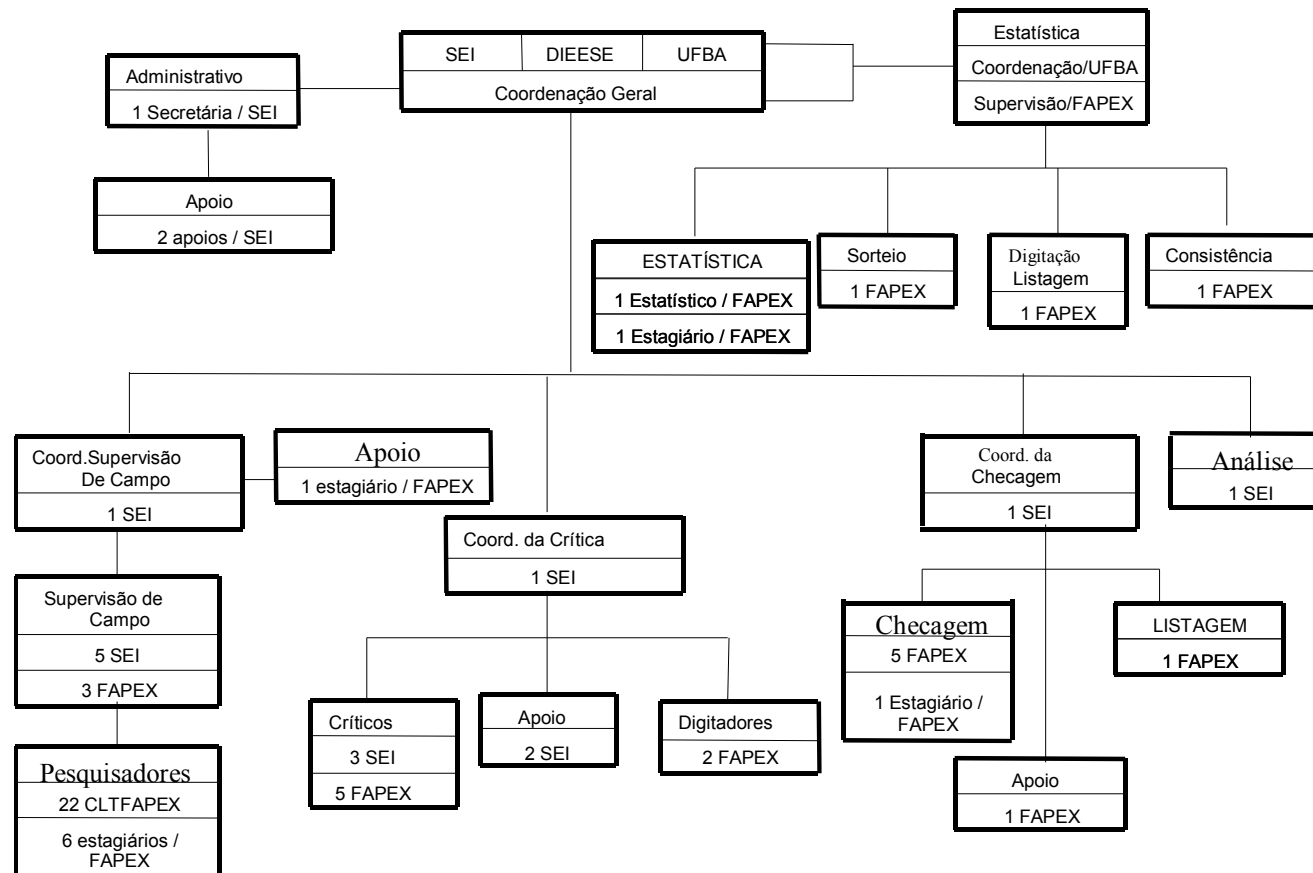 SEI DIEESE UFBA
Coordenação Geral
Administrativo
1 Secretária / SEI
Apoio
2 apoios / SEI
Estatística
Coordenação/UFBA
Supervisão/FAPEX
ESTATÍSTICA
1 Estatístico / FAPEX
1 Estagiário / FAPEX
Sorteio
1 FAPEX
Digitação
Listagem
1 FAPEX
Consistência
1 FAPEX
Coord.Supervisão
De Campo
1 SEI
Apoio
1 estagiário / FAPEX
Supervisão de
Campo
5 SEI
3 FAPEX
Pesquisadores
22 CLTFAPEX
6 estagiários /
FAPEX
Coord. da Crítica
1 SEI
Críticos
3 SEI
5 FAPEX
Apoio
2 SEI
Digitadores
2 FAPEX
Coord. da
Checagem
1 SEI
Checagem
5 FAPEX
1 Estagiário /
FAPEX
Apoio
1 FAPEX
LISTAGEM
1 FAPEX
Análise
1 SEI